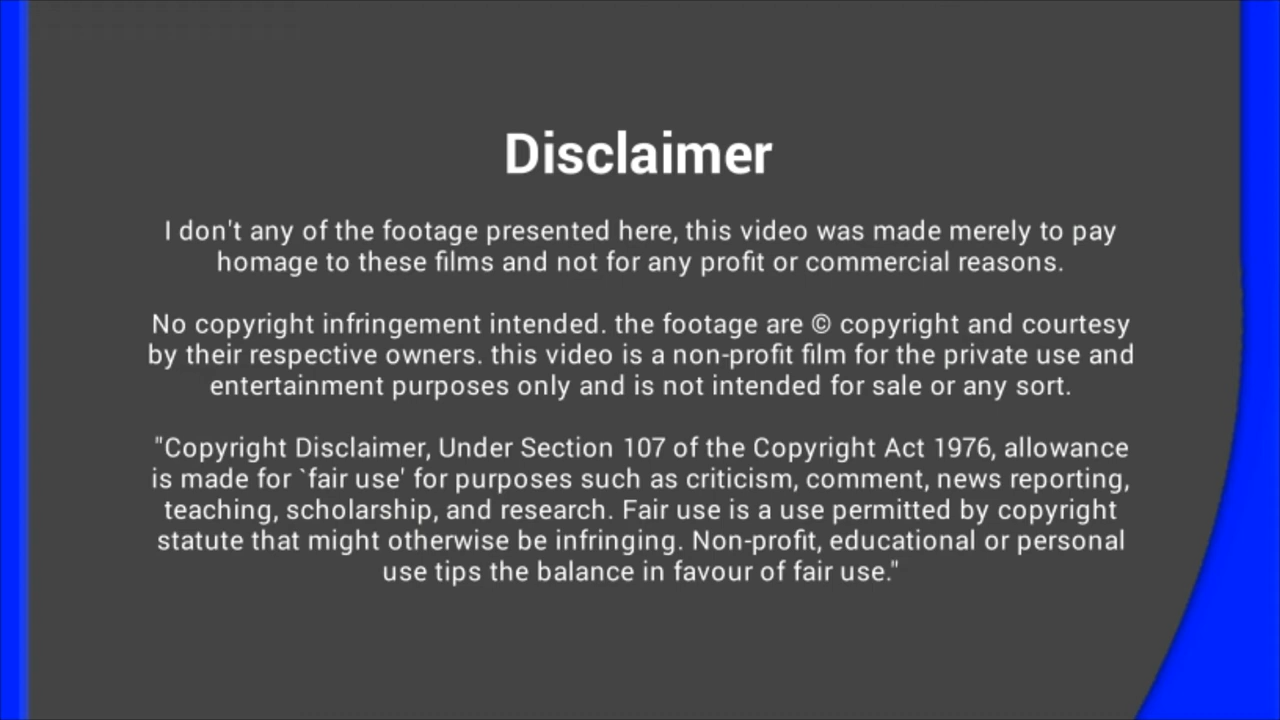 Disclaimer
I don't any of the footage presented here, this video was made merely to pay
homage to these films and not for any profit or commercial reasons.
No copyright infringement intended. the footage are © copyright and courtesy
by their respective owners. this video is a non-profit film for the private use and
entertainment purposes only and is not intended for sale or any sort.
"Copyright Disclaimer, Under Section 107 of the Copyright Act 1976, allowance
is made for `fair use' for purposes such as criticism, comment, news reporting,
teaching, scholarship, and research. Fair use is a use permitted by copyright
statute that might otherwise be infringing. Non-profit, educational or personal
use tips the balance in favour of fair use."